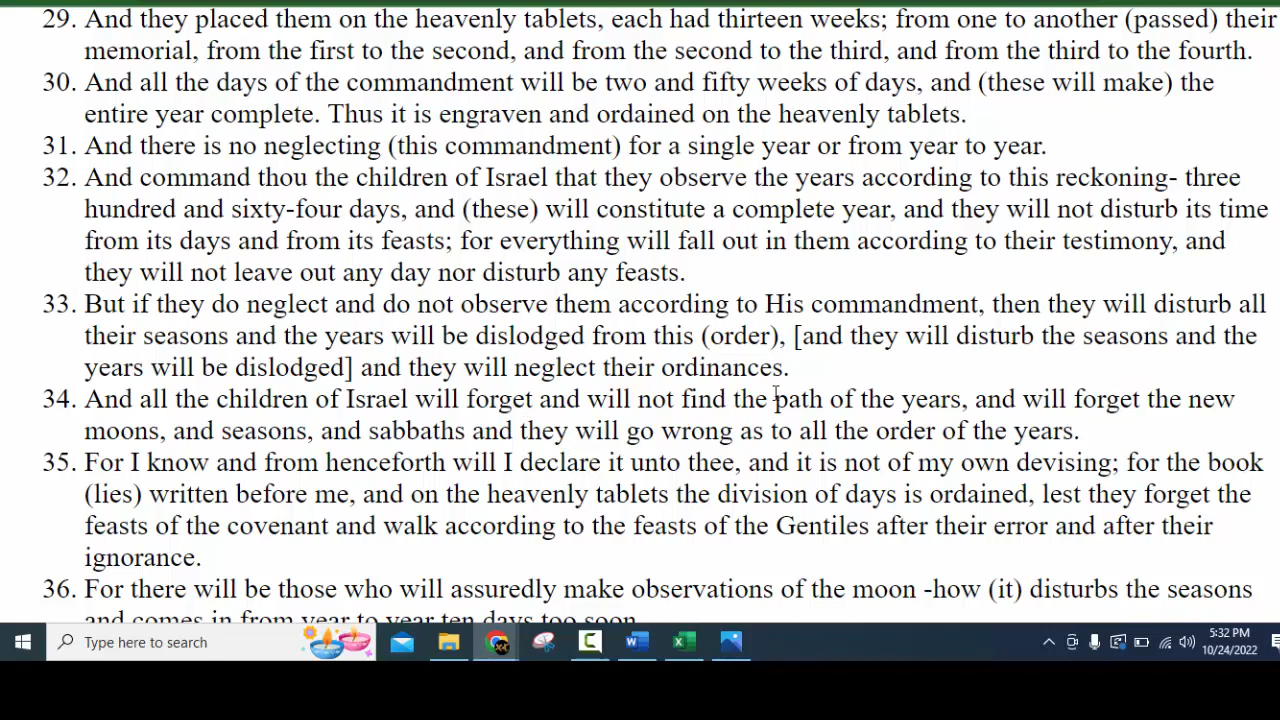 29. And they placed them on the heavenly tablets, each had thirteen weeks; from one to another (passed) their
memorial, from the first to the second, and from the second to the third, and from the third to the fourth.
30. And all the days of the commandment will be two and fifty weeks of days, and (these will make) the
entire year complete. Thus it is engraven and ordained on the heavenly tablets.
31. And there is no neglecting (this commandment) for a single year or from year to year.
32. And command thou the children of Israel that they observe the years according to this reckoning- three
hundred and sixty-four days, and (these) will constitute a complete year, and they will not disturb its time
from its days and from its feasts; for everything will fall out in them according to their testimony, and
they will not leave out any day nor disturb any feasts.
33. But if they do neglect and do not observe them according to His commandment, then they will disturb all
their seasons and the years will be dislodged from this (order), [and they will disturb the seasons and the
years will be dislodged] and they will neglect their ordinances.
34. And all the children of Israel will forget and will not find the path of the years, and will forget the new
moons, and seasons, and sabbaths and they will go wrong as to all the order of the years.
35. For I know and from henceforth will I declare it unto thee, and it is not of my own devising; for the book
(lies) written before me, and on the heavenly tablets the division of days is ordained, lest they forget the
feasts of the covenant and walk according to the feasts of the Gentiles after their error and after their
ignorance.
36. For there will be those who will assuredly make observations of the moon -how (it) disturbs the seasons
and comes in from year to year ten days too soon.
Type here to search
5:32 PM
10/24/2022